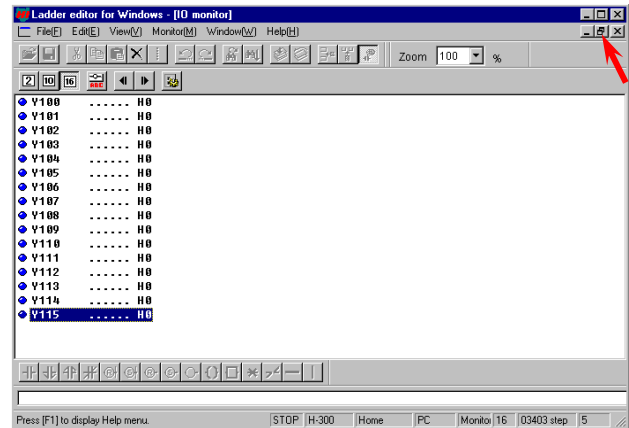 Ladder editor for Windows - [IO monitor]
File(F) Edit(E) View(V) Monitor(M) Window(W) Help(H)
Zoom 100 %
2 10 16 ABC
Y100 ...... H0
Y101 ...... H0
Y102 ...... H0
Y103 ...... H0
Y104 ...... H0
Y105 ...... H0
Y106 ...... H0
Y107 ...... H0
Y108 ...... H0
Y109 ...... H0
Y110 ...... H0
Y111 ...... H0
Y112 ...... H0
Y113 ...... H0
Y114 ...... H0
Y115 ...... H0
Press [F1] to display Help menu. STOP H-300 Home PC Monitor 16 03403 step 5